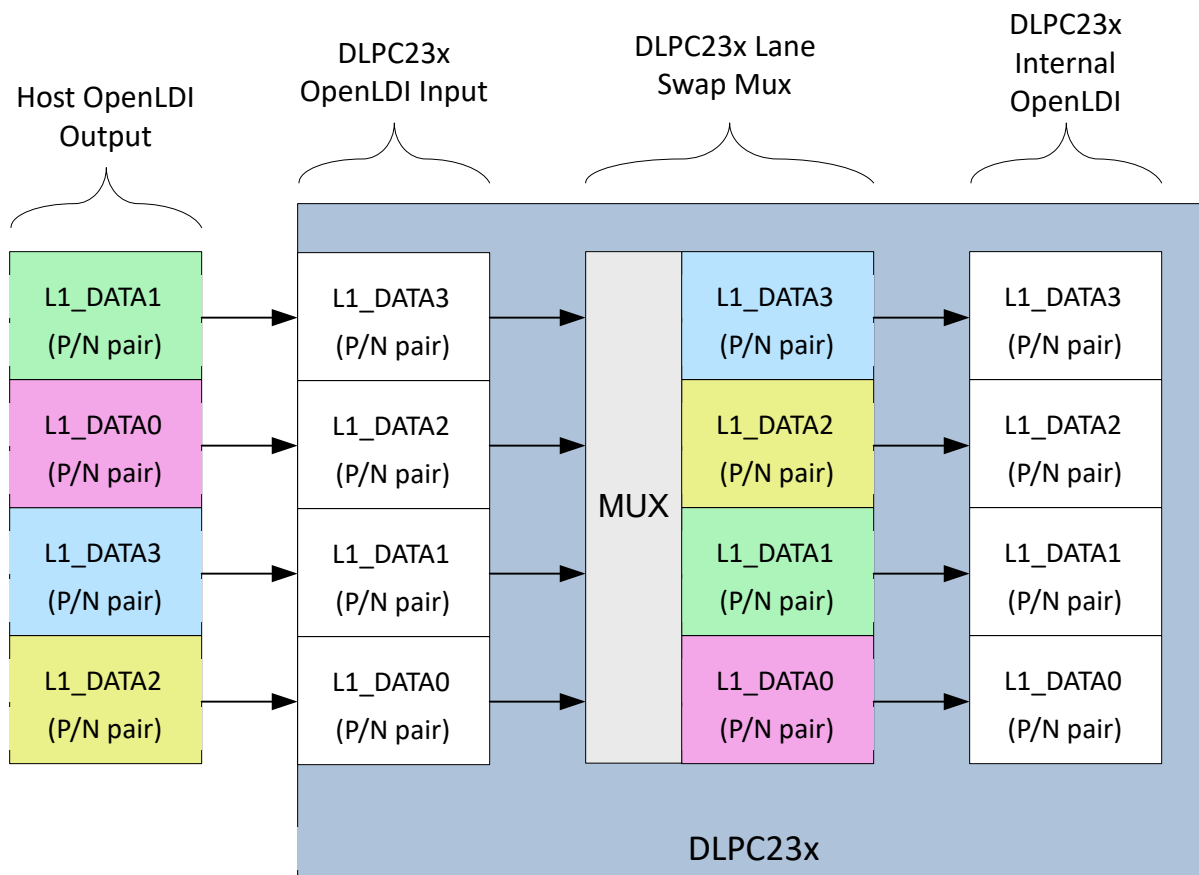 Host OpenLDI
Output
DLPC23x
OpenLDI Input
DLPC23x Lane
Swap Mux
DLPC23x
Internal
OpenLDI
L1_DATA1
(P/N pair)
L1_DATA0
(P/N pair)
L1_DATA3
(P/N pair)
L1_DATA2
(P/N pair)
L1_DATA3
(P/N pair)
L1_DATA2
(P/N pair)
L1_DATA1
(P/N pair)
L1_DATA0
(P/N pair)
MUX
L1_DATA3
(P/N pair)
L1_DATA2
(P/N pair)
L1_DATA1
(P/N pair)
L1_DATA0
(P/N pair)
L1_DATA3
(P/N pair)
L1_DATA2
(P/N pair)
L1_DATA1
(P/N pair)
L1_DATA0
(P/N pair)
DLPC23x